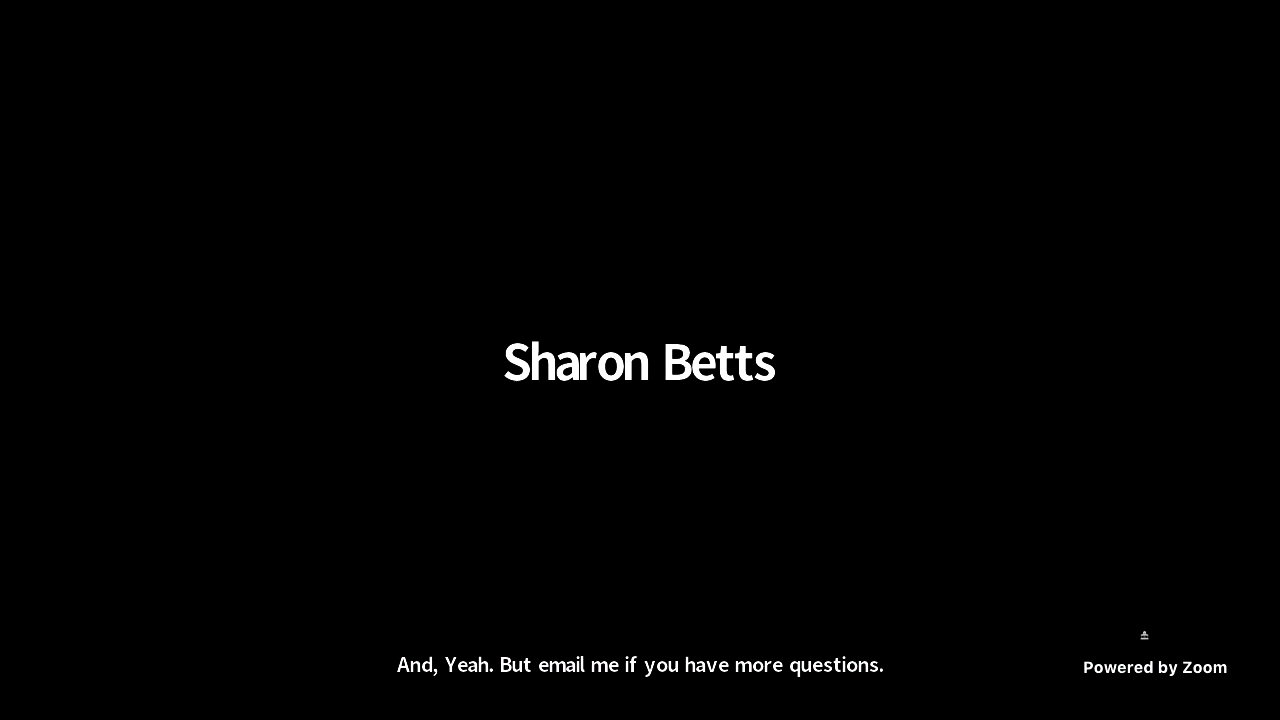 Sharon Betts
And, Yeah. But email me if you have more questions.
Powered by Zoom